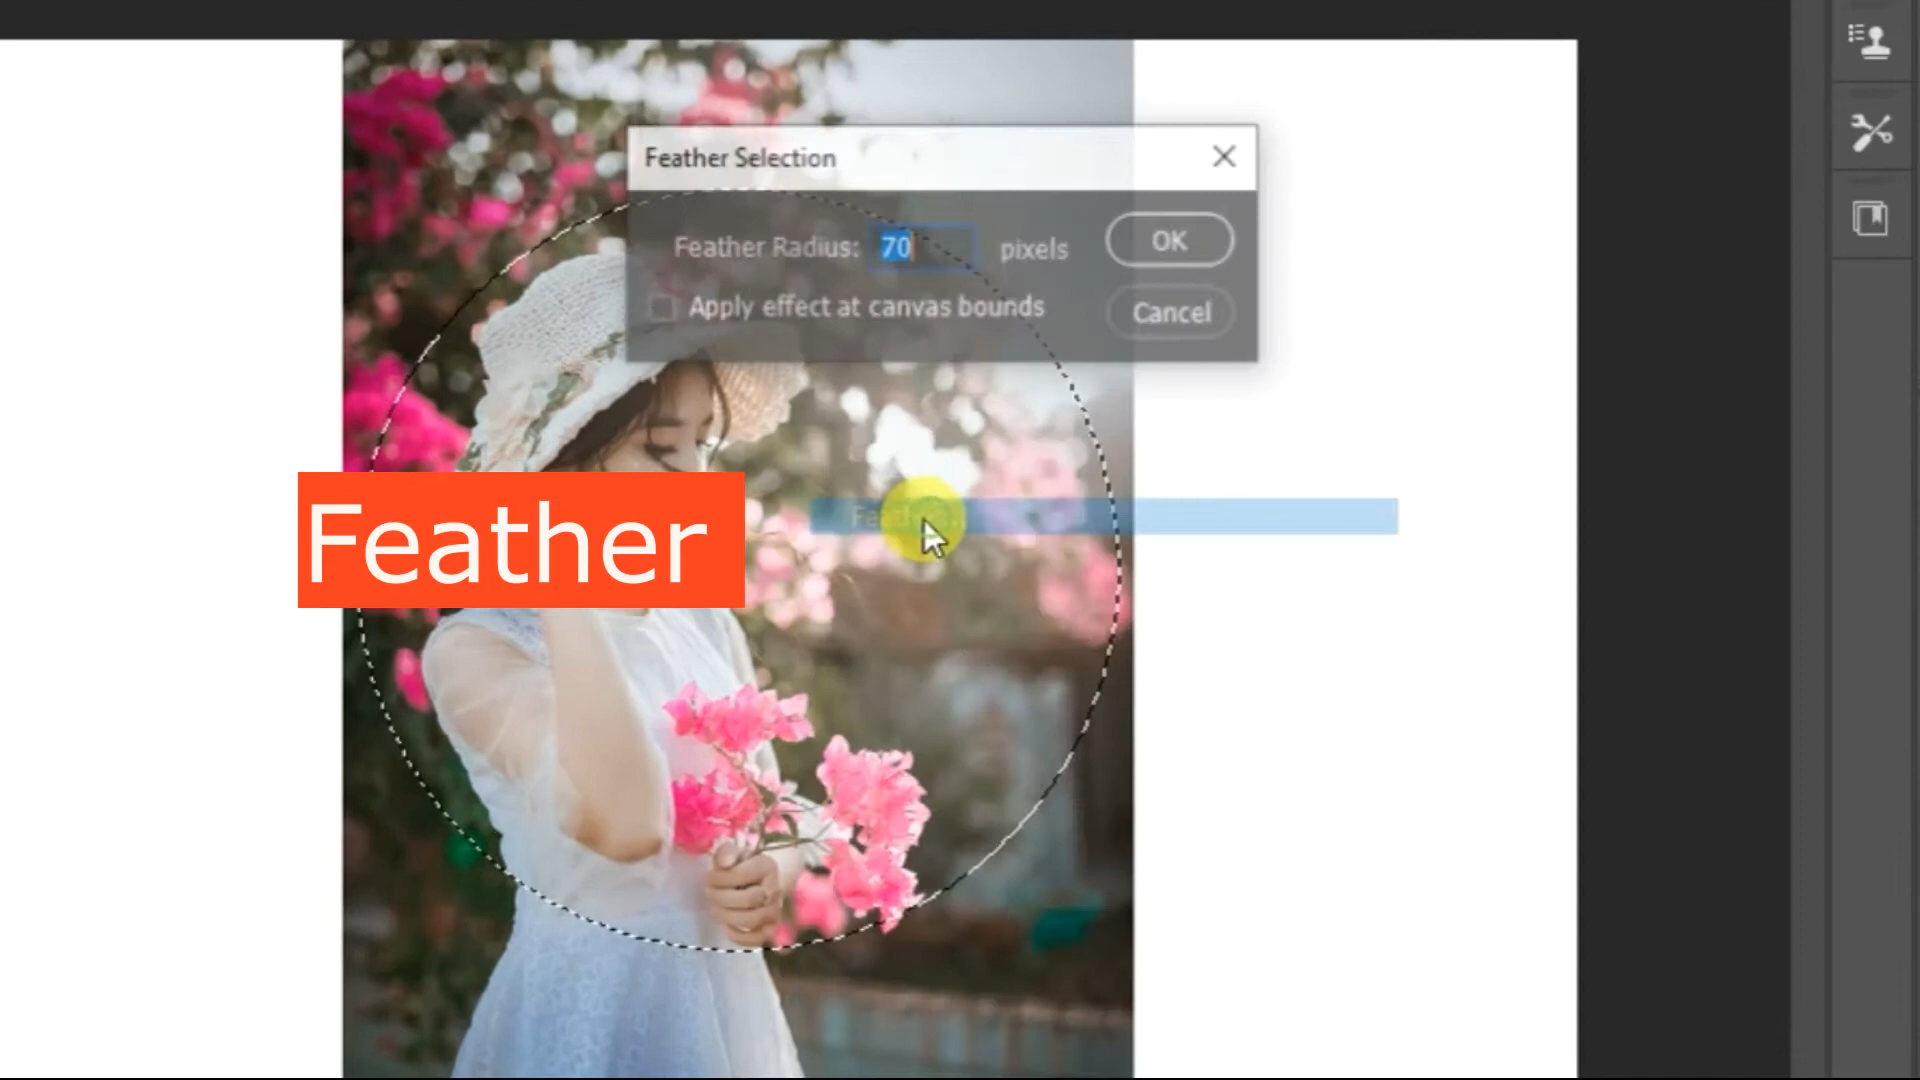 Feather Selection
Feather Radius: 70 pixels
OK
Apply effect at canvas bounds
Cancel
Feather